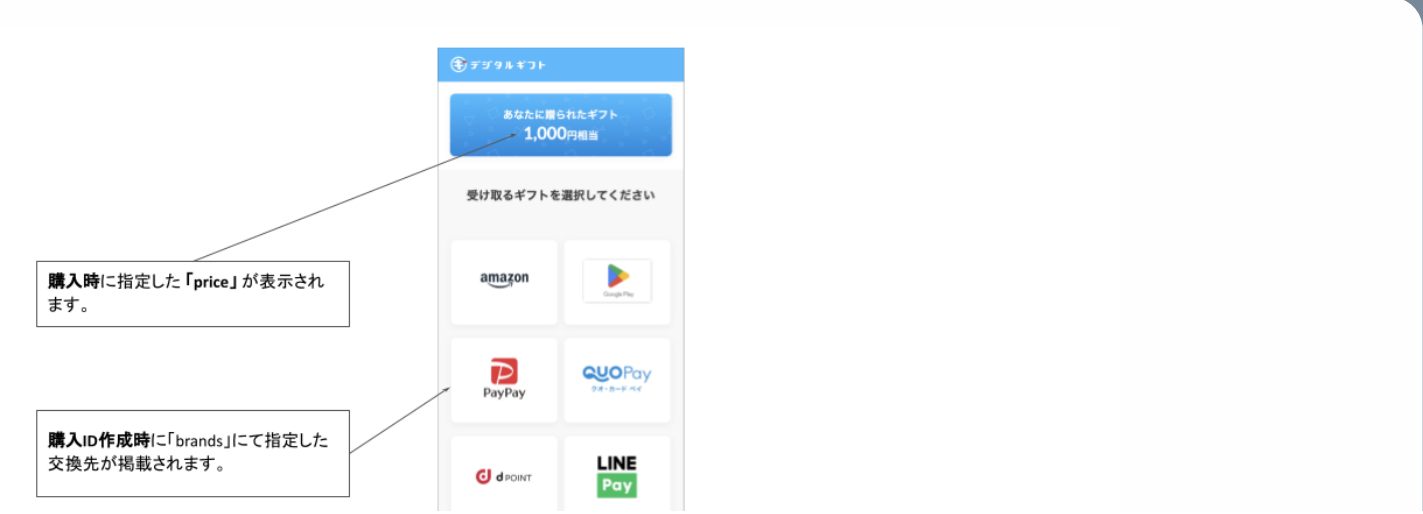 デジタルギフト
あなたに贈られたギフト
1,000円相当
受け取るギフトを選択してください
amazon
Google Play
購入時に指定した「price」が表示され
ます。
PayPay
QUOPay
クオ・カード ペイ
購入ID作成時に「brands」にて指定した
交換先が掲載されます。
d POINT
LINE
Pay